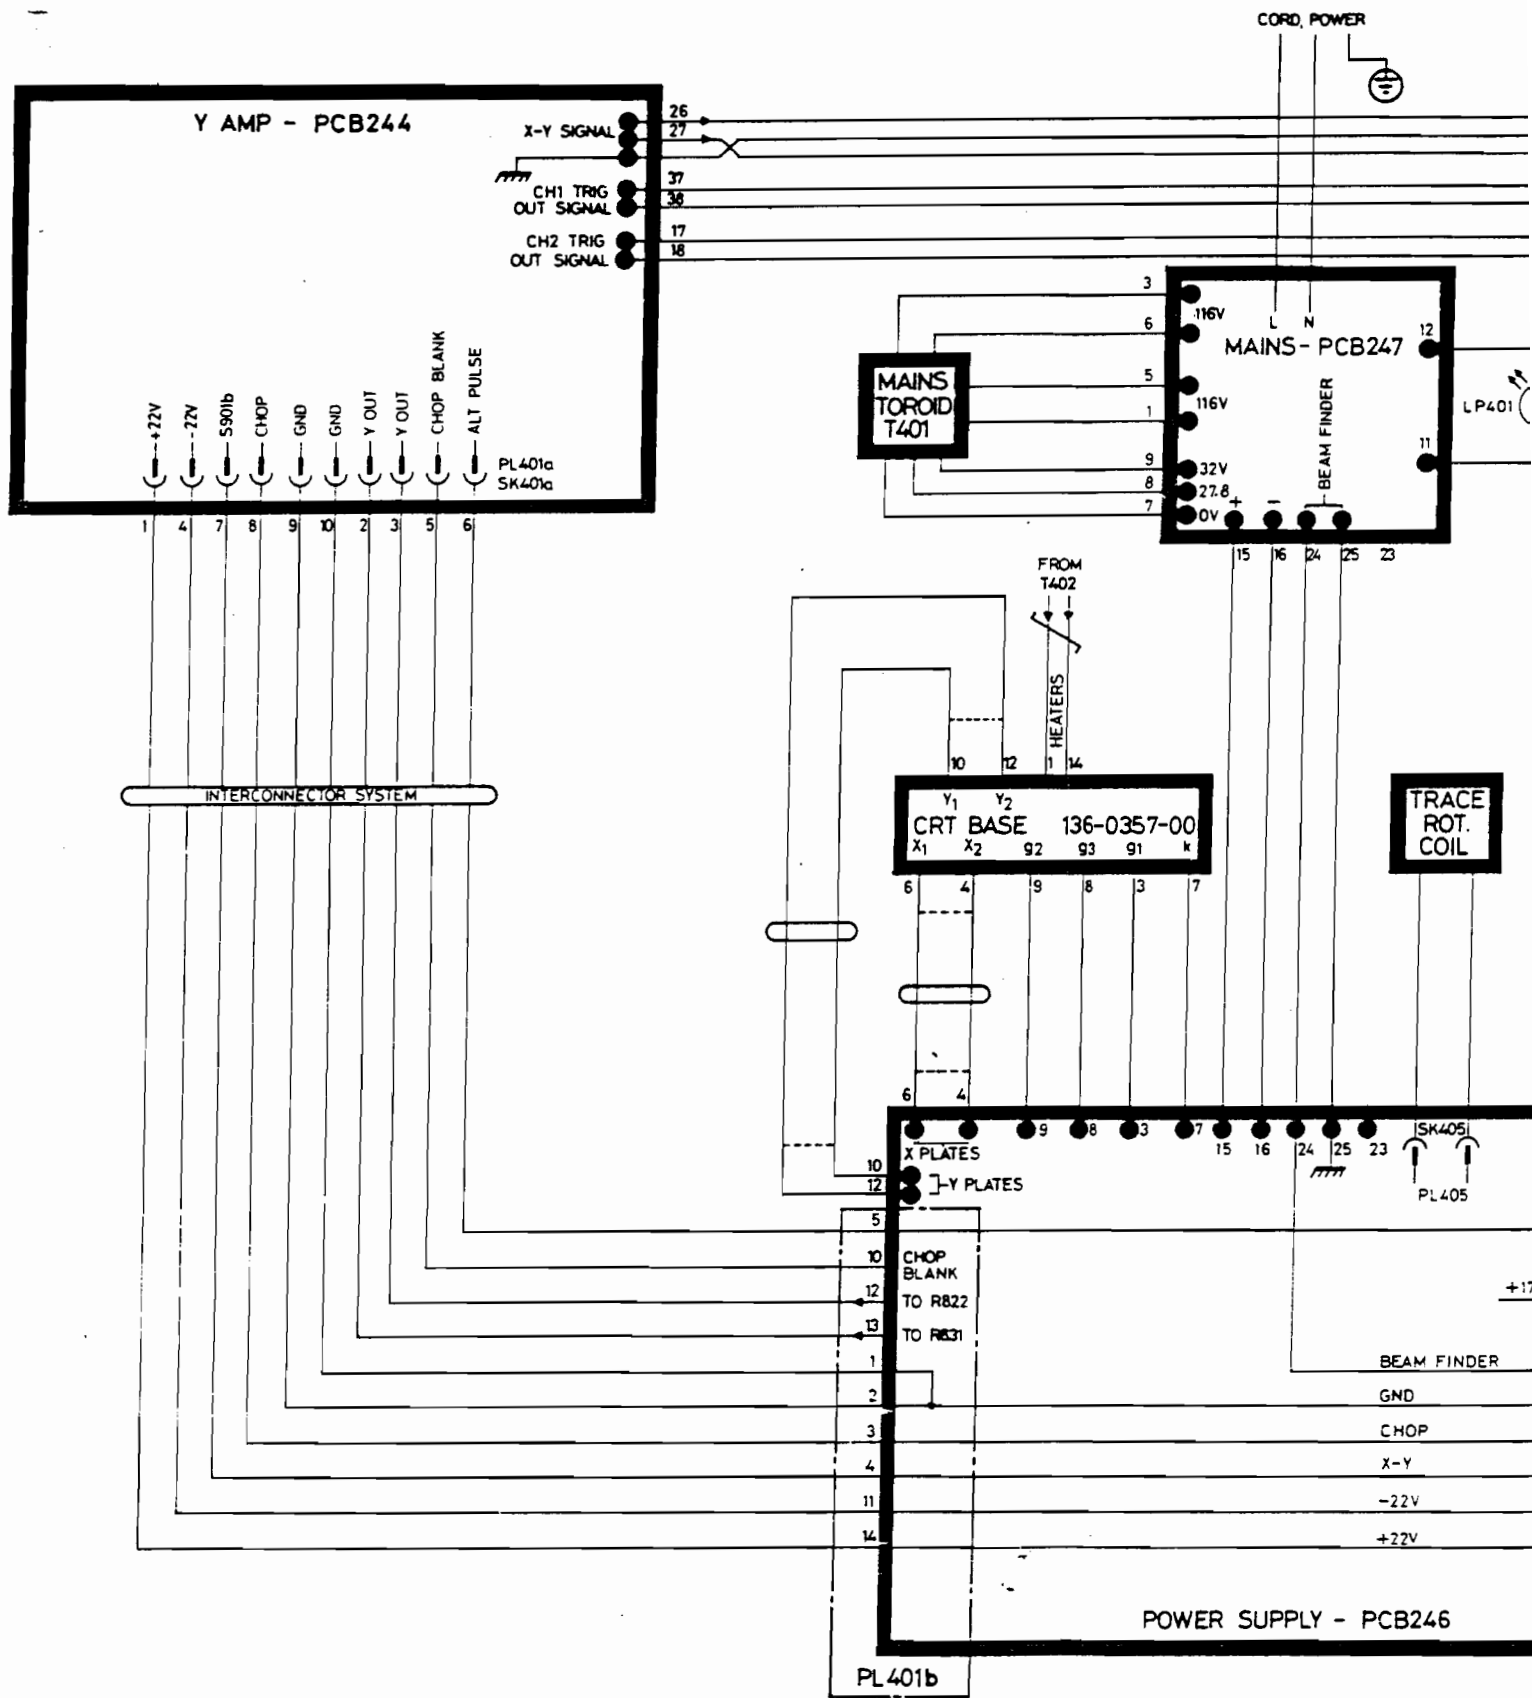 CORD, POWER
Y AMP - PCB244
X-Y SIGNAL
26
27
CH1 TRIG
OUT SIGNAL
37
38
CH2 TRIG
OUT SIGNAL
17
18
+22V
-22V
S901b
CHOP
GND
GND
Y OUT
Y OUT
CHOP BLANK
ALT PULSE
PL401a
SK401a
1 4 7 8 9 10 2 3 5 6
INTERCONNECTOR SYSTEM
MAINS
TOROID
T401
3
6
5
1
9
8
7
116V
116V
32V
27.8
0V
L N
MAINS - PCB247
BEAM FINDER
12
11
LP401
+ -
15 16 24 25 23
FROM
T402
HEATERS
10 12 1 14
Y1 Y2
CRT BASE 136-0357-00
X1 X2 g2 g3 g1 k
6 4 9 8 3 7
TRACE
ROT.
COIL
6 4
9 8 3 7
15 16 24 25 23
SK405
PL405
X PLATES
10
12
Y PLATES
5
10 CHOP
BLANK
12 TO R822
13 TO R831
1
2
3
4
11
14
+17
BEAM FINDER
GND
CHOP
X-Y
-22V
+22V
POWER SUPPLY - PCB246
PL401b